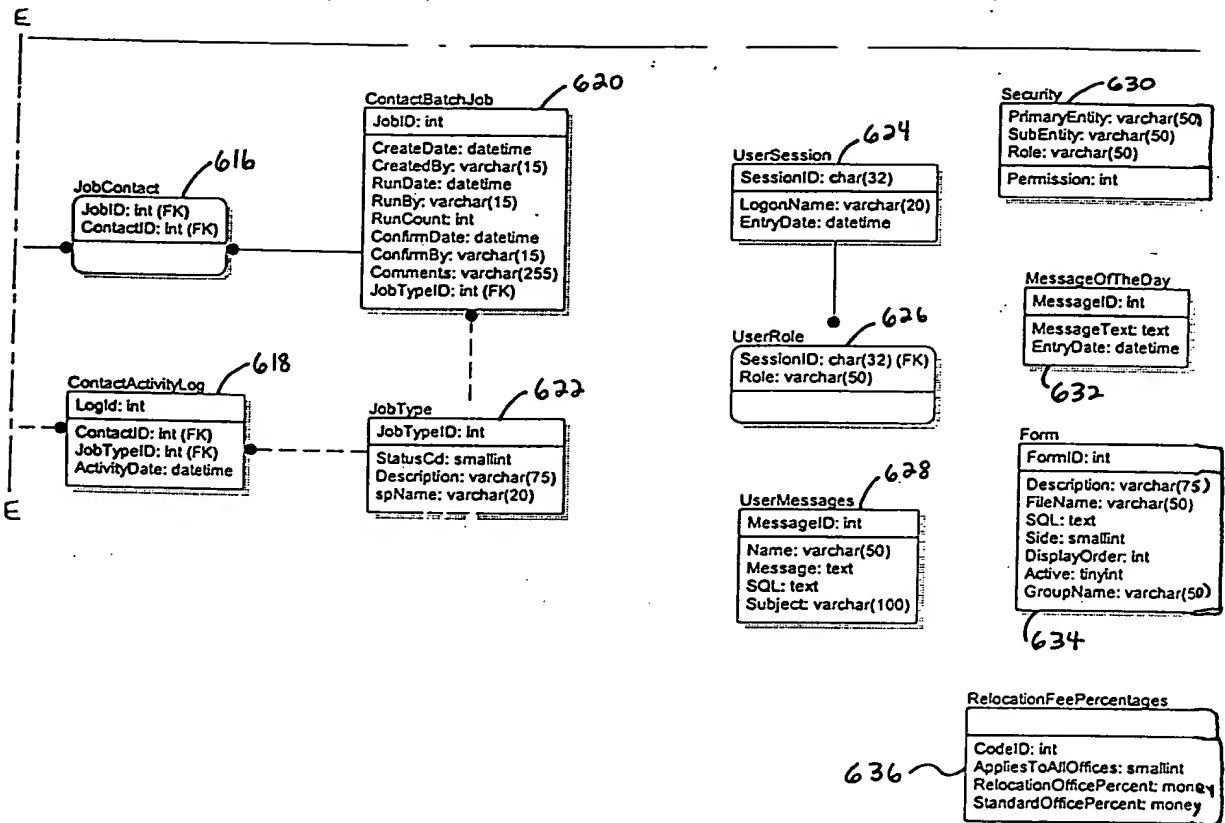 E
ContactBatchJob
620
JobID: int
CreateDate: datetime
CreatedBy: varchar(15)
RunDate: datetime
RunBy: varchar(15)
RunCount: int
ConfirmDate: datetime
ConfirmBy: varchar(15)
Comments: varchar(255)
JobTypeID: int (FK)
JobContact
616
JobID: int (FK)
ContactID: int (FK)
ContactActivityLog
618
LogId: int
ContactID: int (FK)
JobTypeID: int (FK)
ActivityDate: datetime
E
JobType
622
JobTypeID: int
StatusCd: smallint
Description: varchar(75)
spName: varchar(20)
UserSession
624
SessionID: char(32)
LogonName: varchar(20)
EntryDate: datetime
UserRole
626
SessionID: char(32) (FK)
Role: varchar(50)
UserMessages
628
MessageID: int
Name: varchar(50)
Message: text
SQL: text
Subject: varchar(100)
Security
630
PrimaryEntity: varchar(50)
SubEntity: varchar(50)
Role: varchar(50)
Permission: int
MessageOfTheDay
MessageID: int
MessageText: text
EntryDate: datetime
632
Form
FormID: int
Description: varchar(75)
FileName: varchar(50)
SQL: text
Side: smallint
DisplayOrder: int
Active: tinyint
GroupName: varchar(50)
634
RelocationFeePercentages
CodeID: int
AppliesToAllOffices: smallint
RelocationOfficePercent: money
StandardOfficePercent: money
636